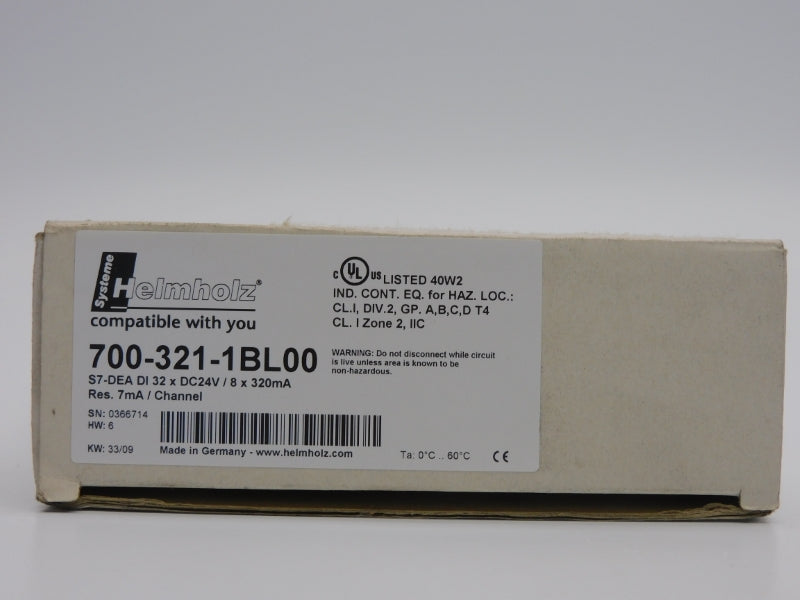 Systeme
Helmholz®
compatible with you
700-321-1BL00
S7-DEA DI 32 x DC24V / 8 x 320mA
Res. 7mA / Channel
SN: 0366714
HW: 6
KW: 33/09
Made in Germany - www.helmholz.com
C UL US LISTED 40W2
IND. CONT. EQ. for HAZ. LOC.:
CL.I, DIV.2, GP. A,B,C,D T4
CL. I Zone 2, IIC
WARNING: Do not disconnect while circuit
is live unless area is known to be
non-hazardous.
Ta: 0°C .. 60°C CE